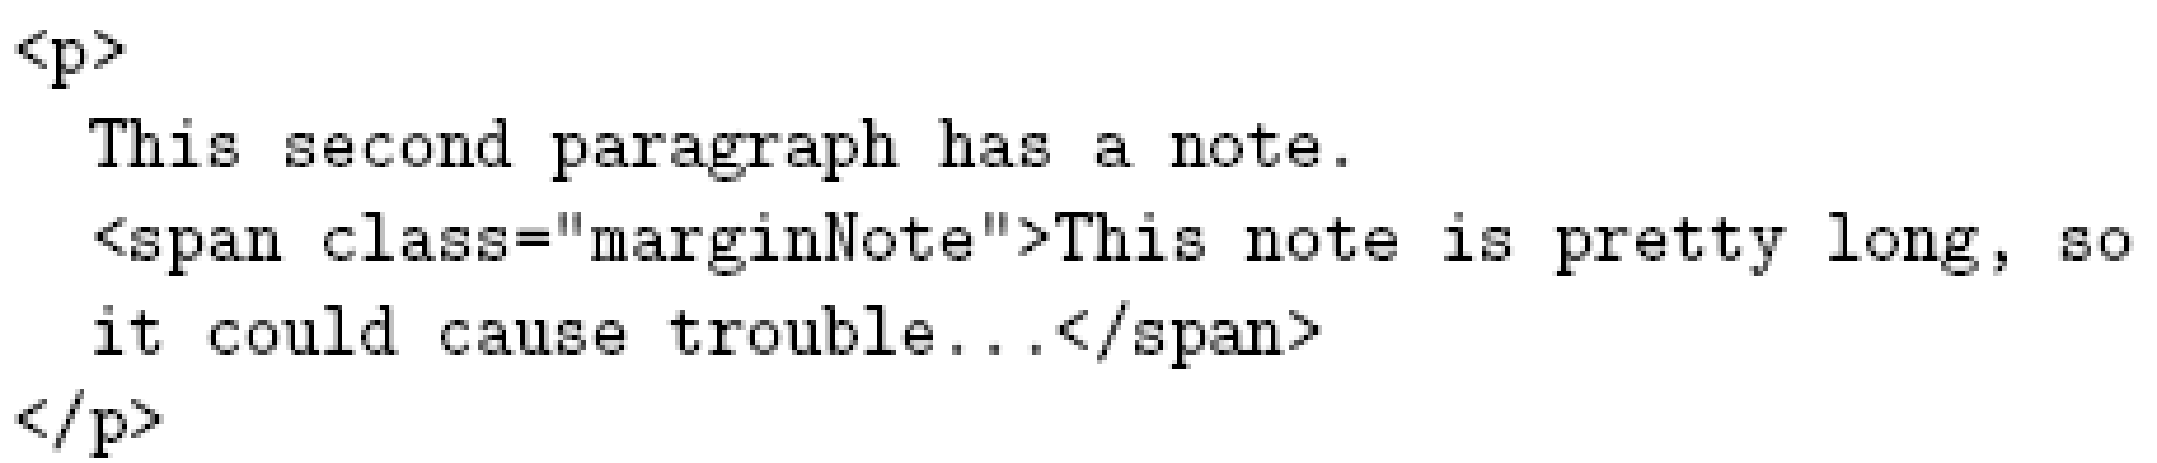 <p>
  This second paragraph has a note.
  <span class="marginNote">This note is pretty long, so
  it could cause trouble...</span>
</p>